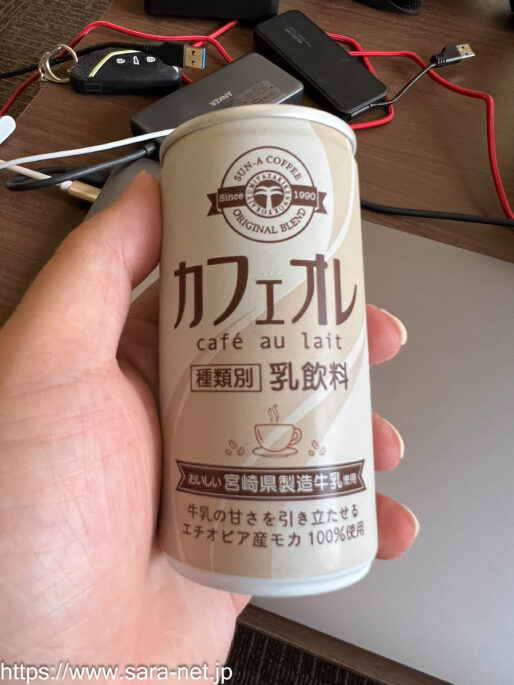 ANKER
SUN-A COFFEE
Since 1990
ORIGINAL BLEND
カフェオレ
café au lait
種類別 乳飲料
おいしい 宮崎県製造牛乳 使用
牛乳の甘さを引き立たせる
エチオピア産モカ 100%使用
https://www.sara-net.jp